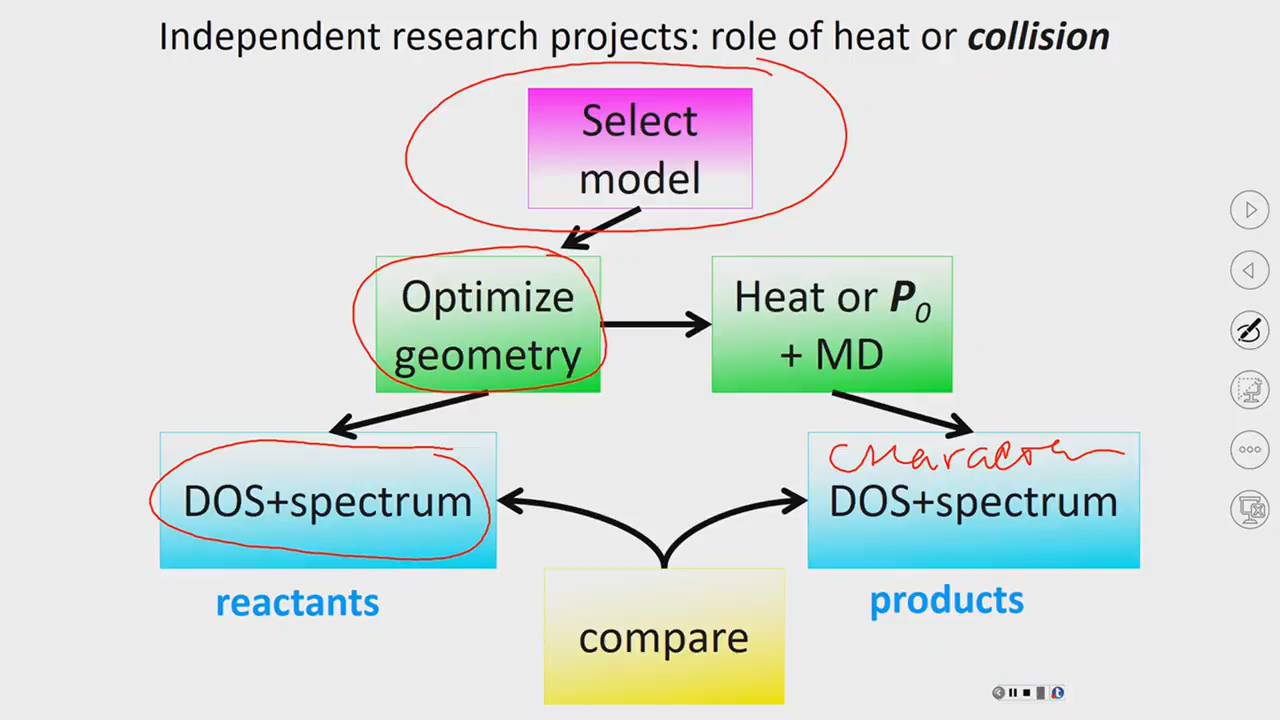 Independent research projects: role of heat or collision
Select
model
Optimize
geometry
Heat or P0
+ MD
DOS+spectrum
DOS+spectrum
reactants
products
compare